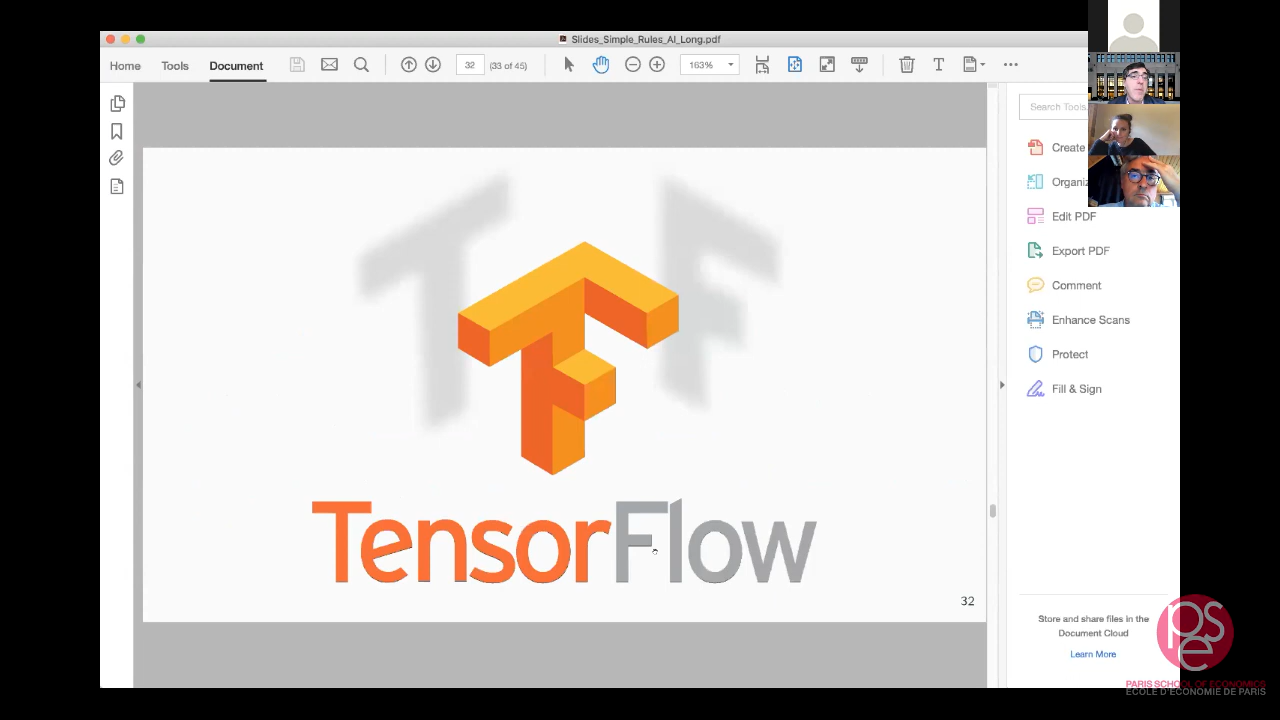 Slides_Simple_Rules_AI_Long.pdf
Home Tools Document 32 (33 of 45) 163%
Search Tools
Create
Organiz
Edit PDF
Export PDF
Comment
Enhance Scans
Protect
Fill & Sign
TF
TensorFlow
32
Store and share files in the
Document Cloud
Learn More
pse
PARIS SCHOOL OF ECONOMICS
ECOLE D'ECONOMIE DE PARIS